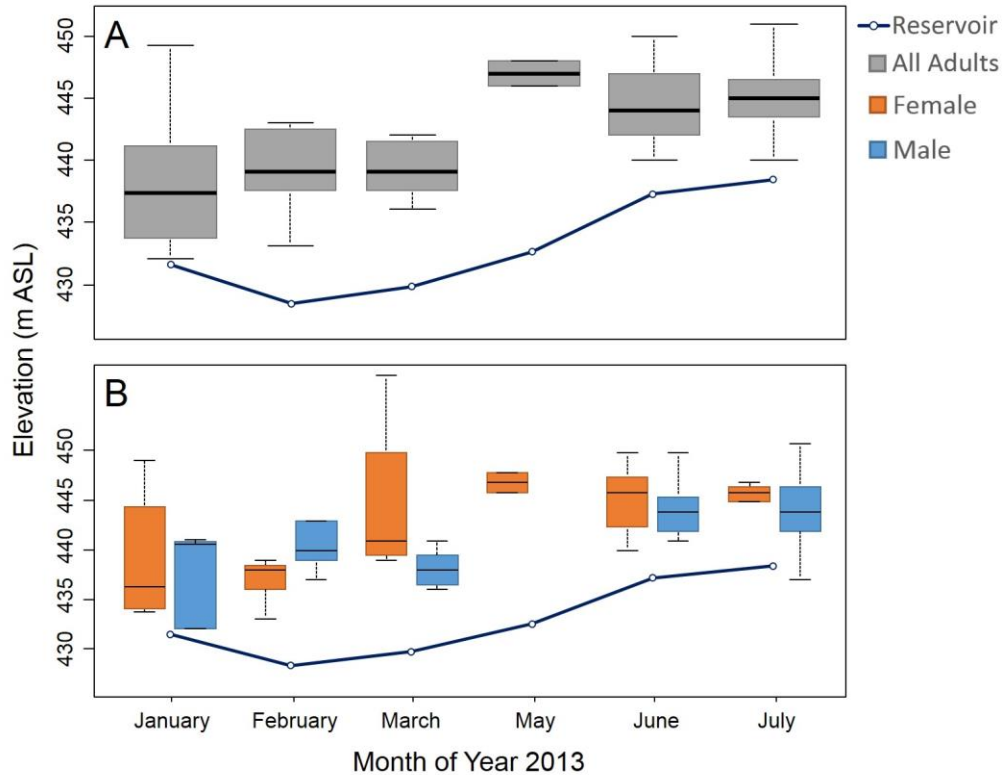 A
450
445
440
435
430
Reservoir
All Adults
Female
Male
Elevation (m ASL)
B
450
445
440
435
430
January February March May June July
Month of Year 2013